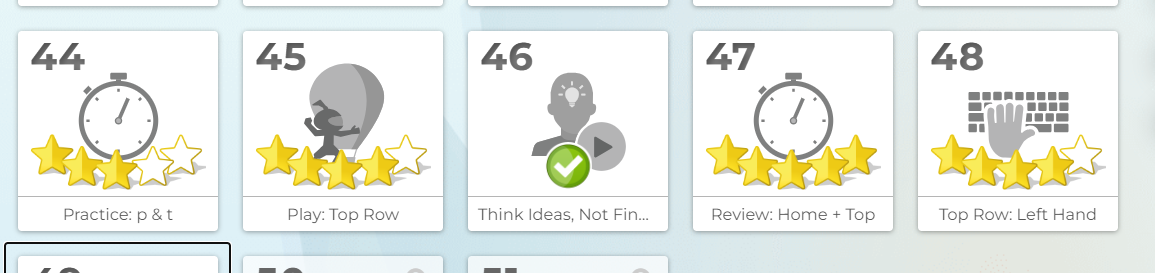 44
45
46
47
48
Practice: p & t
Play: Top Row
Think Ideas, Not Fin...
Review: Home + Top
Top Row: Left Hand